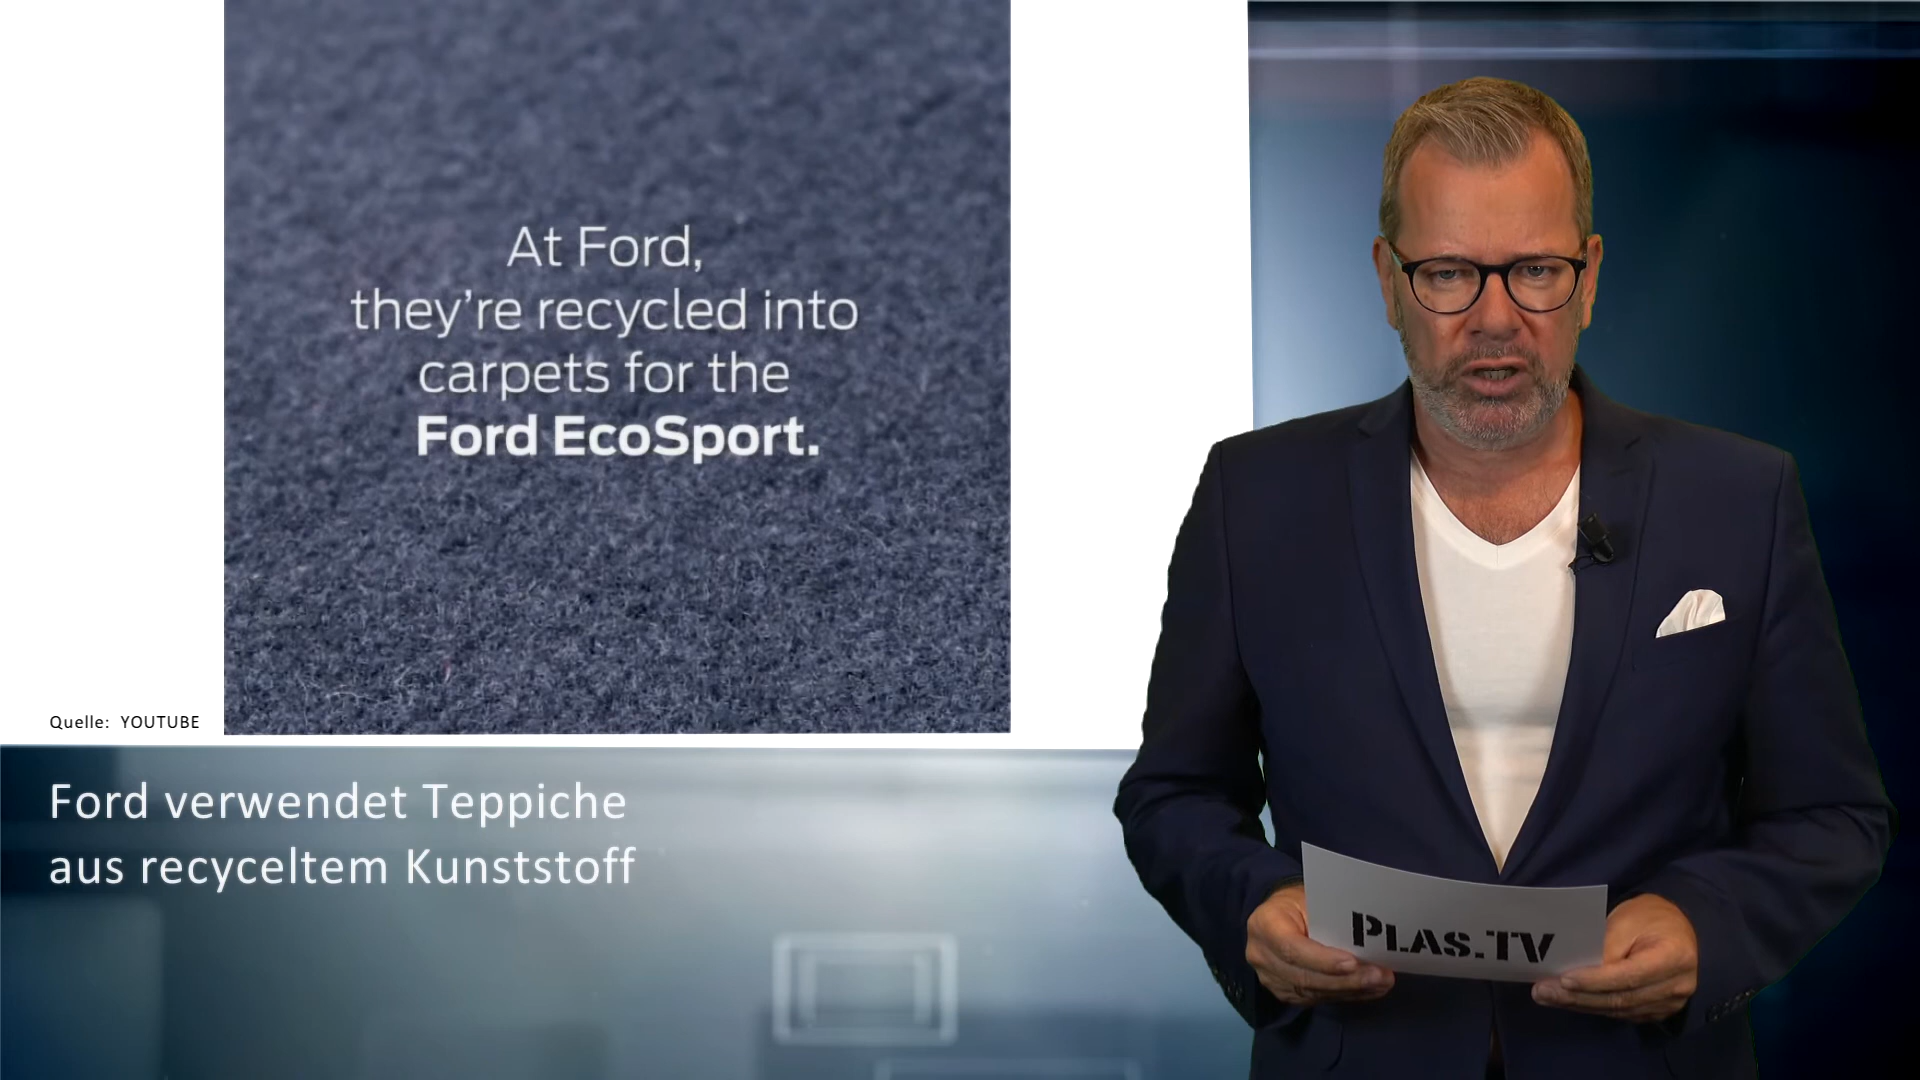 At Ford,
they're recycled into
carpets for the
Ford EcoSport.
Quelle: YOUTUBE
Ford verwendet Teppiche
aus recyceltem Kunststoff
PLAS.TV